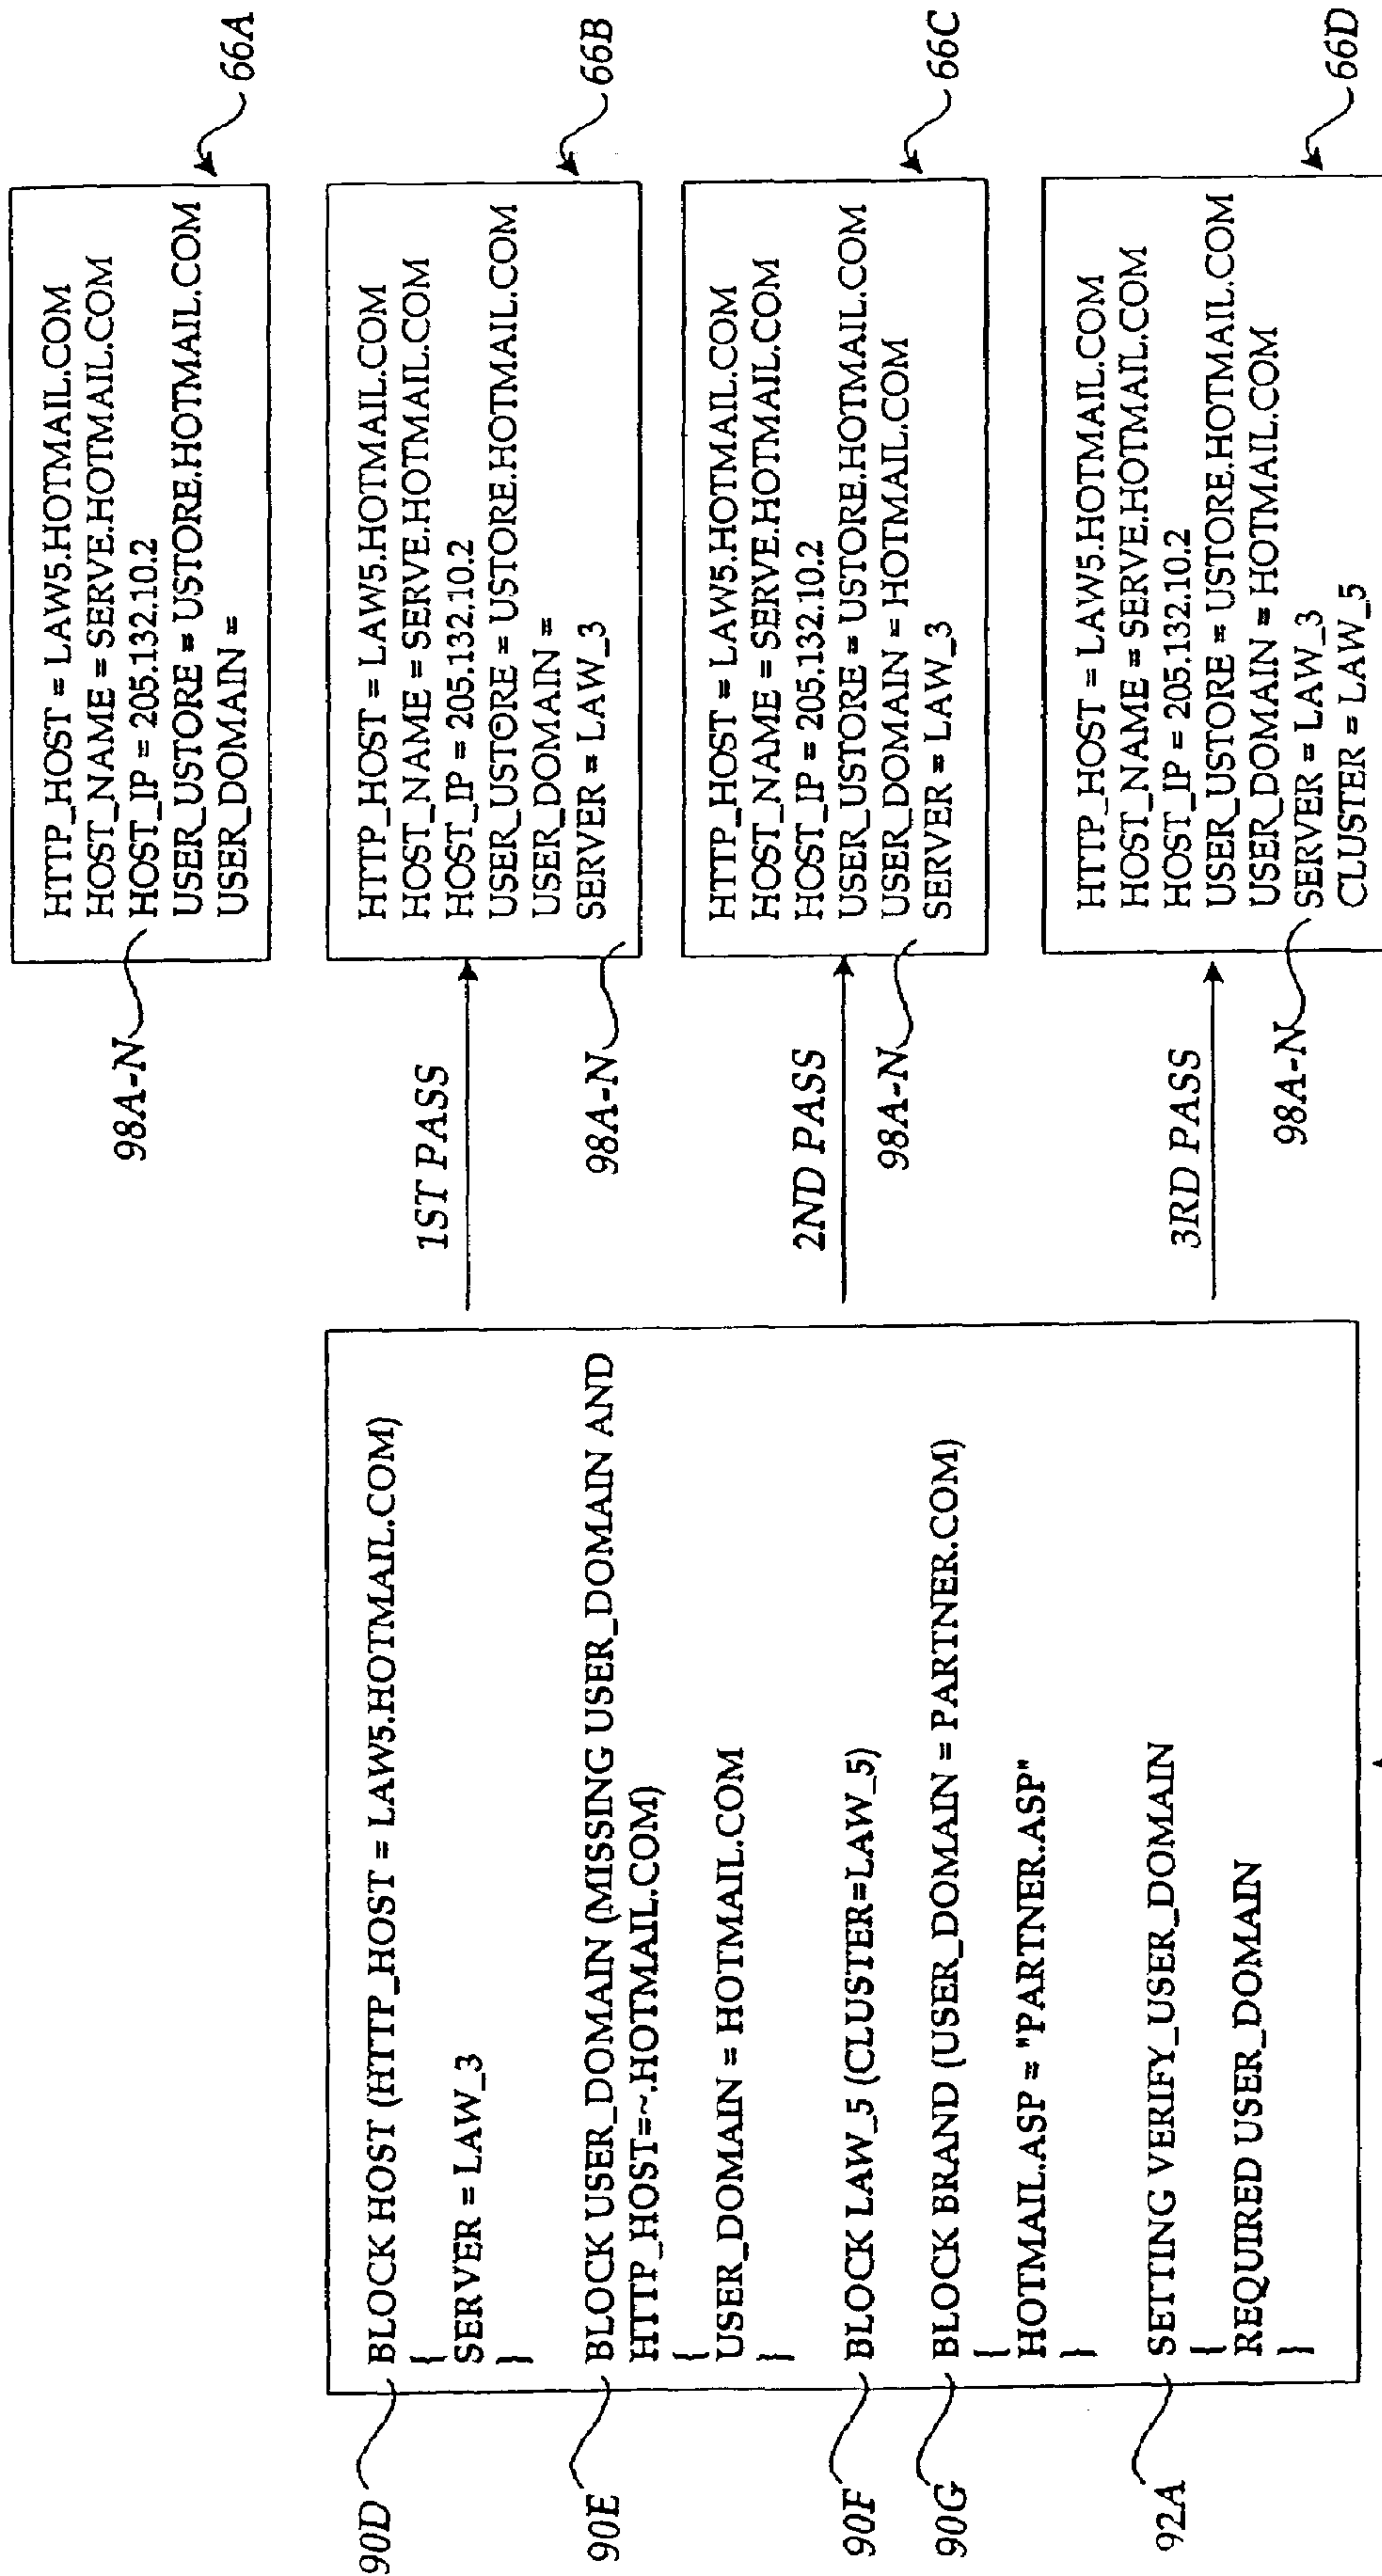 98A-N
HTTP_HOST = LAW5.HOTMAIL.COM
HOST_NAME = SERVE.HOTMAIL.COM
HOST_IP = 205.132.10.2
USER_USTORE = USTORE.HOTMAIL.COM
USER_DOMAIN =
66A
90D
BLOCK HOST (HTTP_HOST = LAW5.HOTMAIL.COM)
{
SERVER = LAW_3
}
90E
BLOCK USER_DOMAIN (MISSING USER_DOMAIN AND
HTTP_HOST=~.HOTMAIL.COM)
{
USER_DOMAIN = HOTMAIL.COM
}
90F
BLOCK LAW_5 (CLUSTER=LAW_5)
90G
BLOCK BRAND (USER_DOMAIN = PARTNER.COM)
{
HOTMAIL.ASP = "PARTNER.ASP"
}
92A
SETTING VERIFY_USER_DOMAIN
{
REQUIRED USER_DOMAIN
}
1ST PASS
HTTP_HOST = LAW5.HOTMAIL.COM
HOST_NAME = SERVE.HOTMAIL.COM
HOST_IP = 205.132.10.2
USER_USTORE = USTORE.HOTMAIL.COM
USER_DOMAIN =
SERVER = LAW_3
98A-N
66B
2ND PASS
HTTP_HOST = LAW5.HOTMAIL.COM
HOST_NAME = SERVE.HOTMAIL.COM
HOST_IP = 205.132.10.2
USER_USTORE = USTORE.HOTMAIL.COM
USER_DOMAIN = HOTMAIL.COM
SERVER = LAW_3
98A-N
66C
3RD PASS
HTTP_HOST = LAW5.HOTMAIL.COM
HOST_NAME = SERVE.HOTMAIL.COM
HOST_IP = 205.132.10.2
USER_USTORE = USTORE.HOTMAIL.COM
USER_DOMAIN = HOTMAIL.COM
SERVER = LAW_3
CLUSTER = LAW_5
98A-N
66D